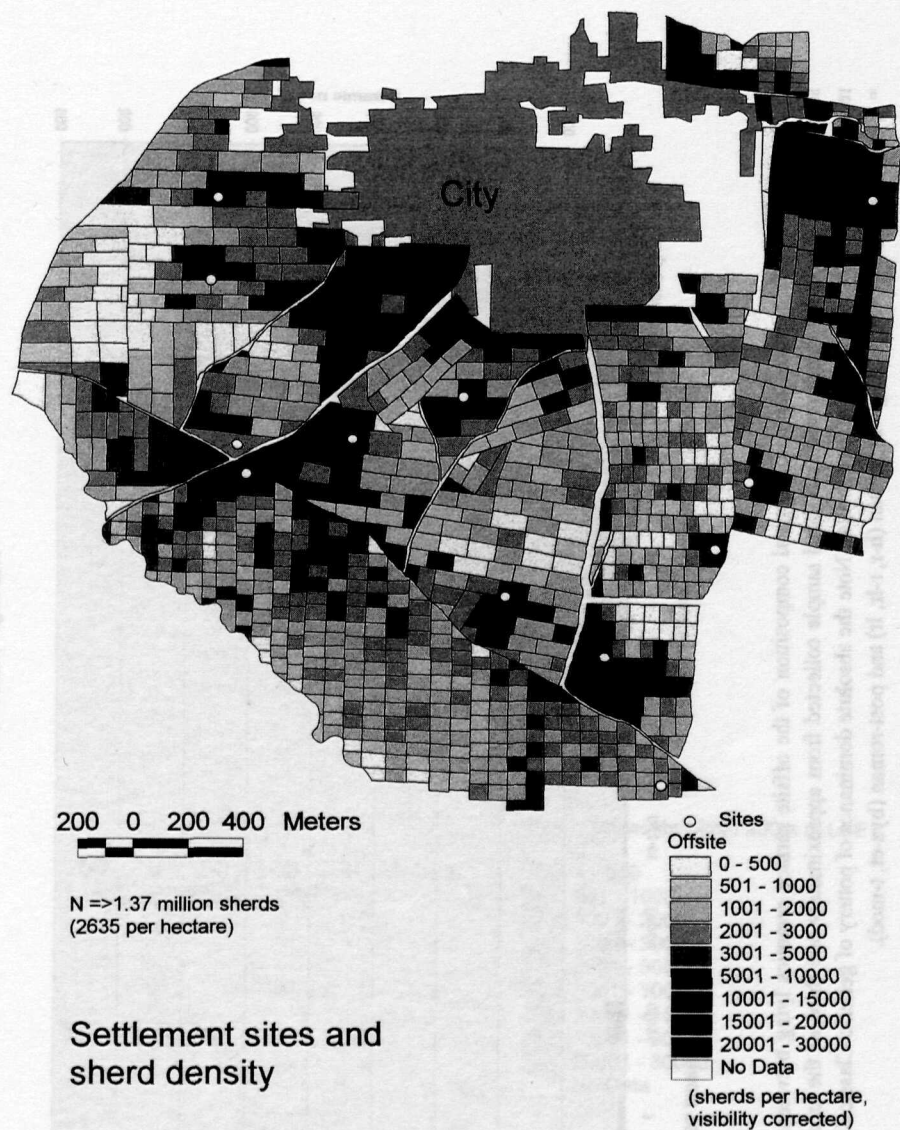 City
200 0 200 400 Meters
N =>1.37 million sherds
(2635 per hectare)
Settlement sites and
sherd density
Sites
Offsite
0 - 500
501 - 1000
1001 - 2000
2001 - 3000
3001 - 5000
5001 - 10000
10001 - 15000
15001 - 20000
20001 - 30000
No Data
(sherds per hectare,
visibility corrected)